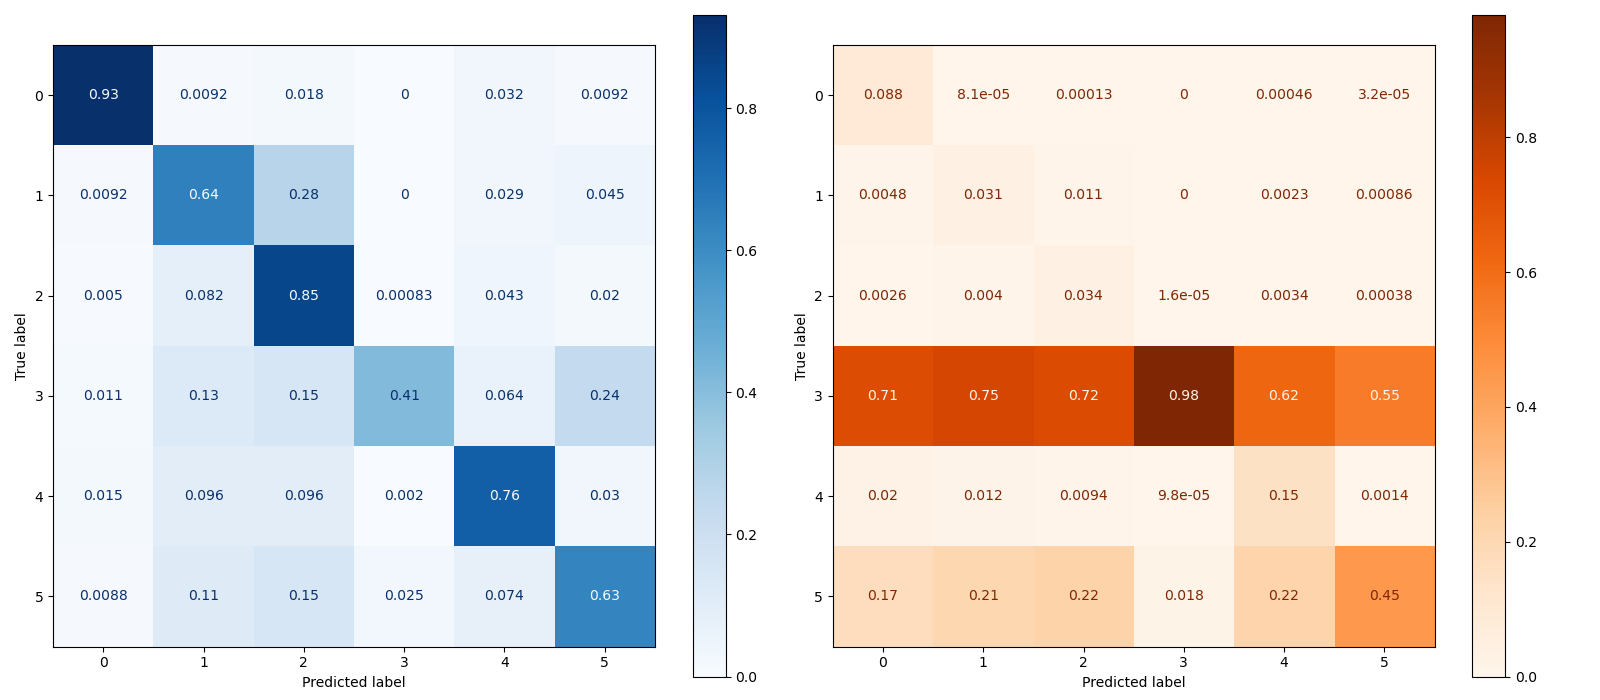 0 0.93 0.0092 0.018 0 0.032 0.0092
1 0.0092 0.64 0.28 0 0.029 0.045
2 0.005 0.082 0.85 0.00083 0.043 0.02
3 0.011 0.13 0.15 0.41 0.064 0.24
4 0.015 0.096 0.096 0.002 0.76 0.03
5 0.0088 0.11 0.15 0.025 0.074 0.63
0 1 2 3 4 5
Predicted label
True label
0.8
0.6
0.4
0.2
0.0
0 0.088 8.1e-05 0.00013 0 0.00046 3.2e-05
1 0.0048 0.031 0.011 0 0.0023 0.00086
2 0.0026 0.004 0.034 1.6e-05 0.0034 0.00038
3 0.71 0.75 0.72 0.98 0.62 0.55
4 0.02 0.012 0.0094 9.8e-05 0.15 0.0014
5 0.17 0.21 0.22 0.018 0.22 0.45
0 1 2 3 4 5
Predicted label
True label
0.8
0.6
0.4
0.2
0.0